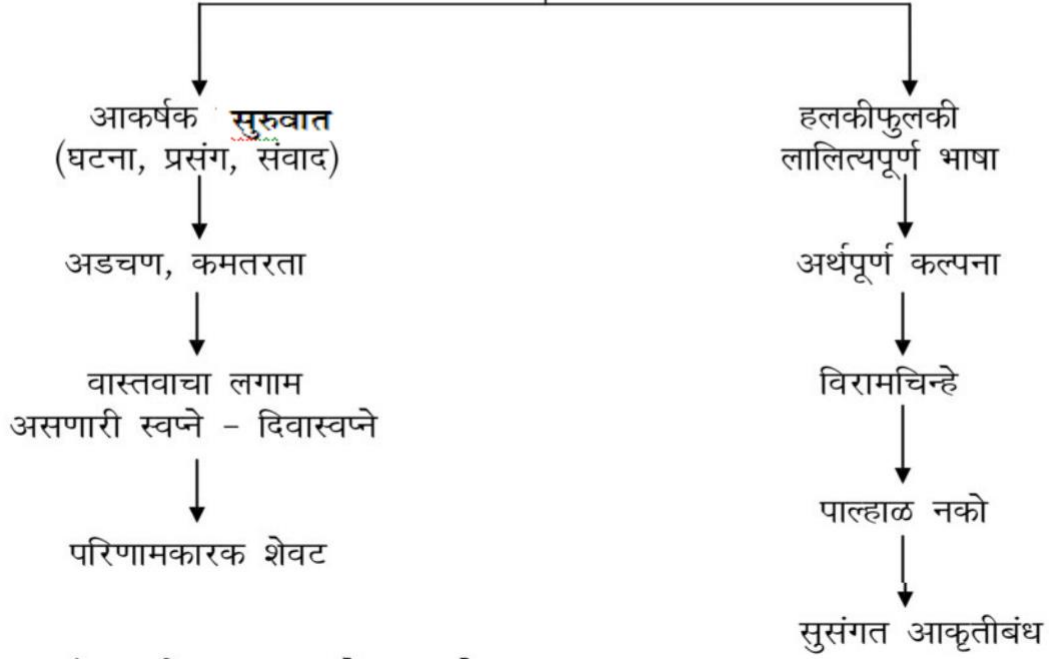 आकर्षक सुरुवात
(घटना, प्रसंग, संवाद)
अडचण, कमतरता
वास्तवाचा लगाम
असणारी स्वप्ने – दिवास्वप्ने
परिणामकारक शेवट
हलकीफुलकी
लालित्यपूर्ण भाषा
अर्थपूर्ण कल्पना
विरामचिन्हे
पाल्हाळ नको
सुसंगत आकृतीबंध